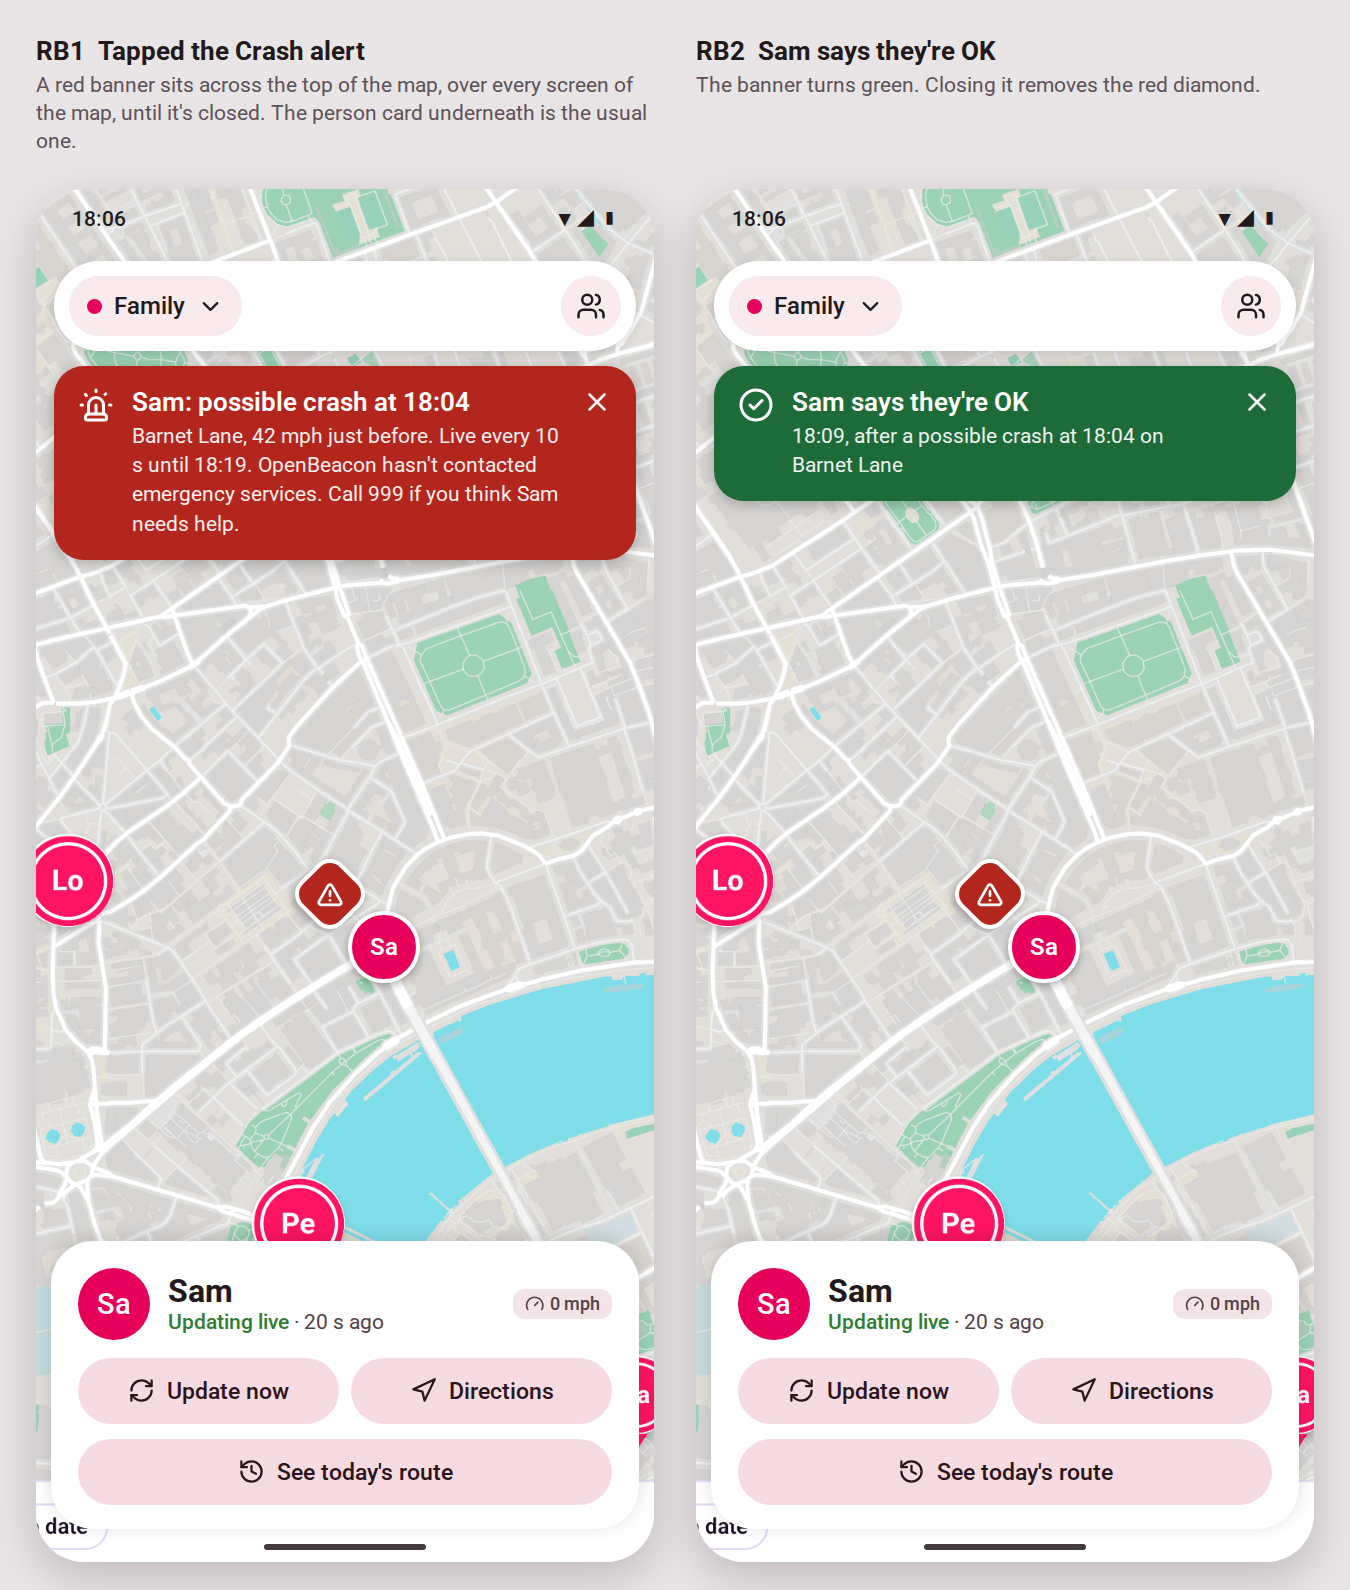 RB1 Tapped the Crash alert
A red banner sits across the top of the map, over every screen of
the map, until it's closed. The person card underneath is the usual
one.
18:06
Family
Sam: possible crash at 18:04
Barnet Lane, 42 mph just before. Live every 10
s until 18:19. OpenBeacon hasn't contacted
emergency services. Call 999 if you think Sam
needs help.
Lo
Sa
Pe
Sa
Sam
Updating live · 20 s ago
0 mph
Update now
Directions
a
See today's route
date
RB2 Sam says they're OK
The banner turns green. Closing it removes the red diamond.
18:06
Family
Sam says they're OK
18:09, after a possible crash at 18:04 on
Barnet Lane
Lo
Sa
Pe
Sa
Sam
Updating live · 20 s ago
0 mph
Update now
Directions
a
See today's route
date